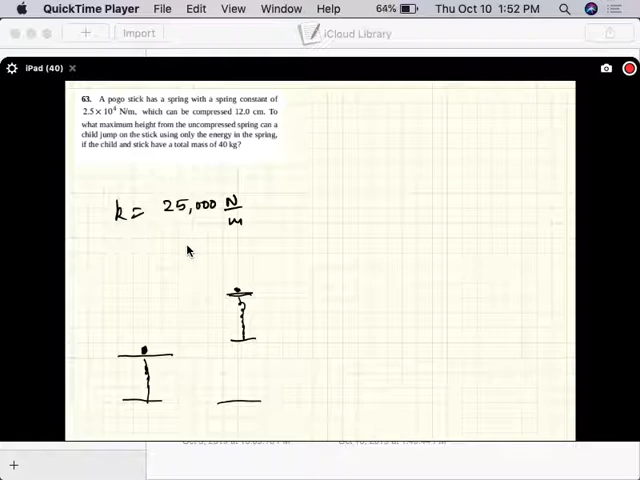 QuickTime Player File Edit View Window Help 64% Thu Oct 10 1:52 PM
+ Import iCloud Library
iPad (40) ×
63. A pogo stick has a spring with a spring constant of
2.5 × 10⁴ N/m, which can be compressed 12.0 cm. To
what maximum height from the uncompressed spring can a
child jump on the stick using only the energy in the spring,
if the child and stick have a total mass of 40 kg?
k = 25,000 N/m
+